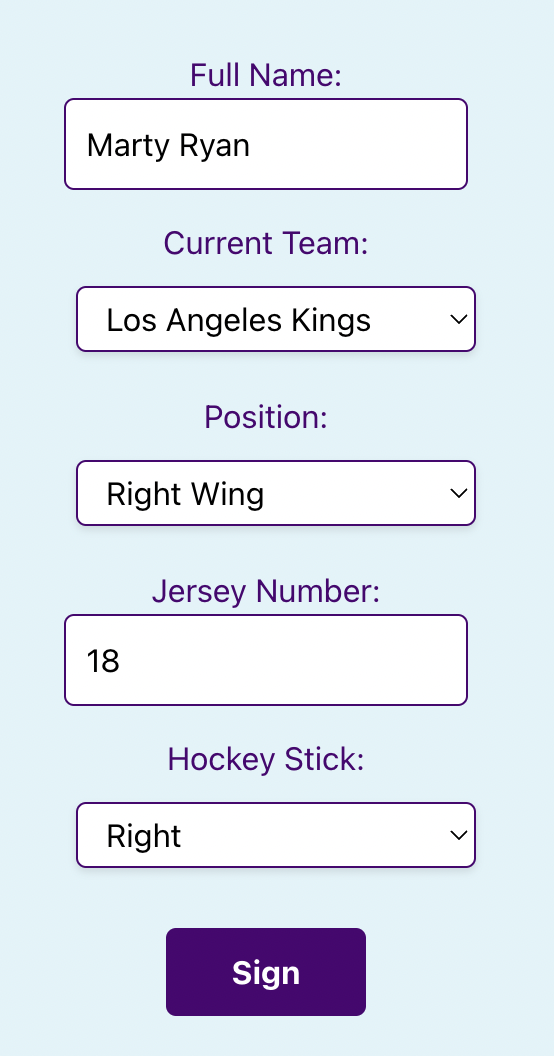 Full Name:
Marty Ryan
Current Team:
Los Angeles Kings
Position:
Right Wing
Jersey Number:
18
Hockey Stick:
Right
Sign